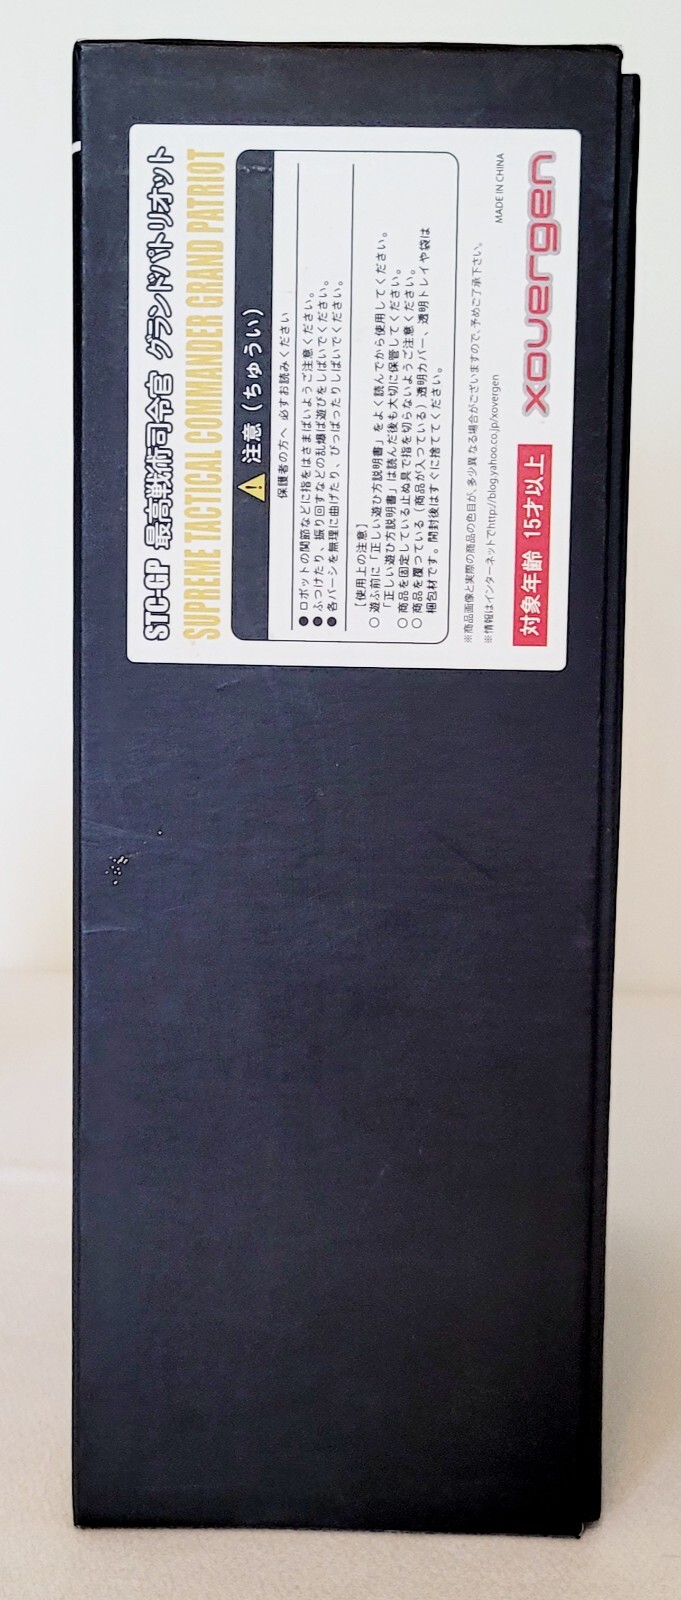 STC-GP 最高戦術司令官 グランドパトリオット
SUPREME TACTICAL COMMANDER GRAND PATRIOT
注意（ちゅうい）
保護者の方へ 必ずお読みください
●ロボットの関節などに指をはさまばいようご注意ください。
●ぶつけたり、振り回すなどの乱爆ば遊びをしばいでください。
●各パーシを無理に曲げたり、ひっぱったりしばいでください。
［使用上の注意］
○遊ぶ前に「正しい遊び方説明書」をよく読んでから使用してください。
「正しい遊び方説明書」は読んだ後も大切に保管してください。
○商品を固定している止ぬ具で指を切らないようご注意ください。
○商品を覆つている（商品が入っている）透明カバー、透明トレイや袋は
梱包材です。開封後はすぐに捨ててください。
※商品画像と実際の商品の色目が、多少異なる場合がございますので、予めご了承下さい。
※情報はインターネットでhttp://blog.yahoo.co.jp/xovergen
MADE IN CHINA
対象年齢 15才以上
xovergen